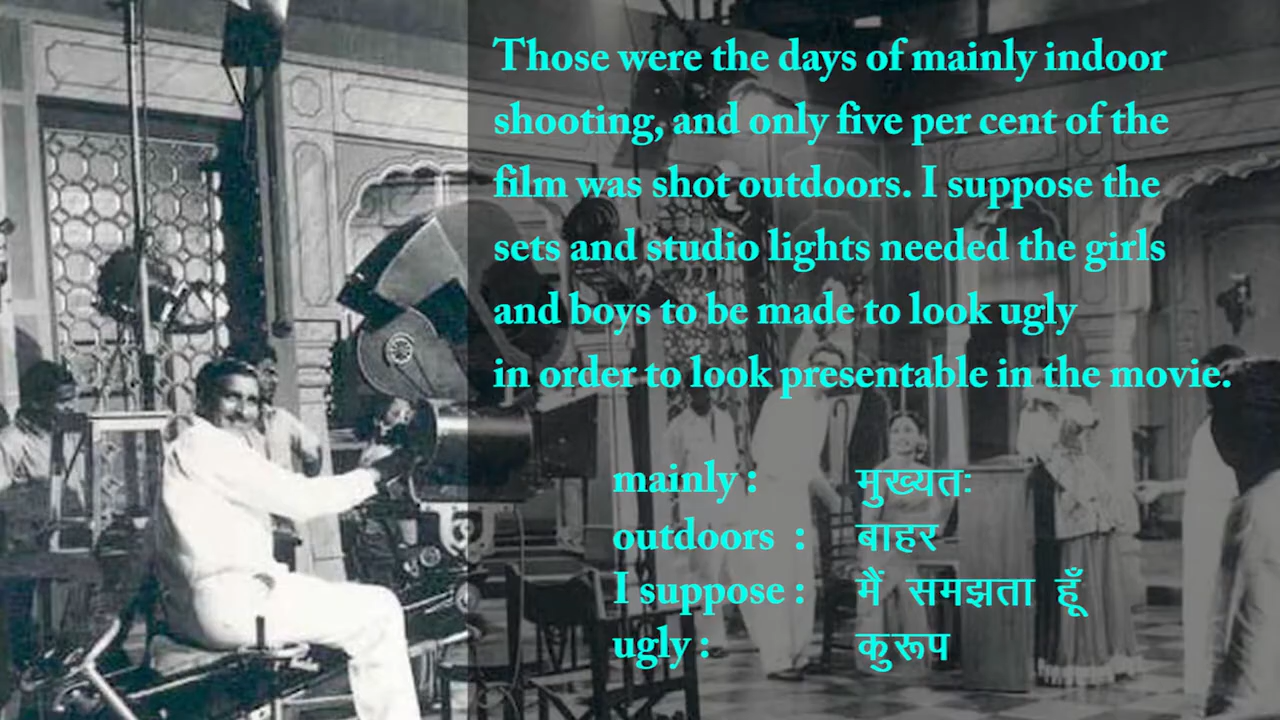 Those were the days of mainly indoor
shooting, and only five per cent of the
film was shot outdoors. I suppose the
sets and studio lights needed the girls
and boys to be made to look ugly
in order to look presentable in the movie.
mainly : मुख्यतः
outdoors : बाहर
I suppose : मैं समझता हूँ
ugly : कुरूप